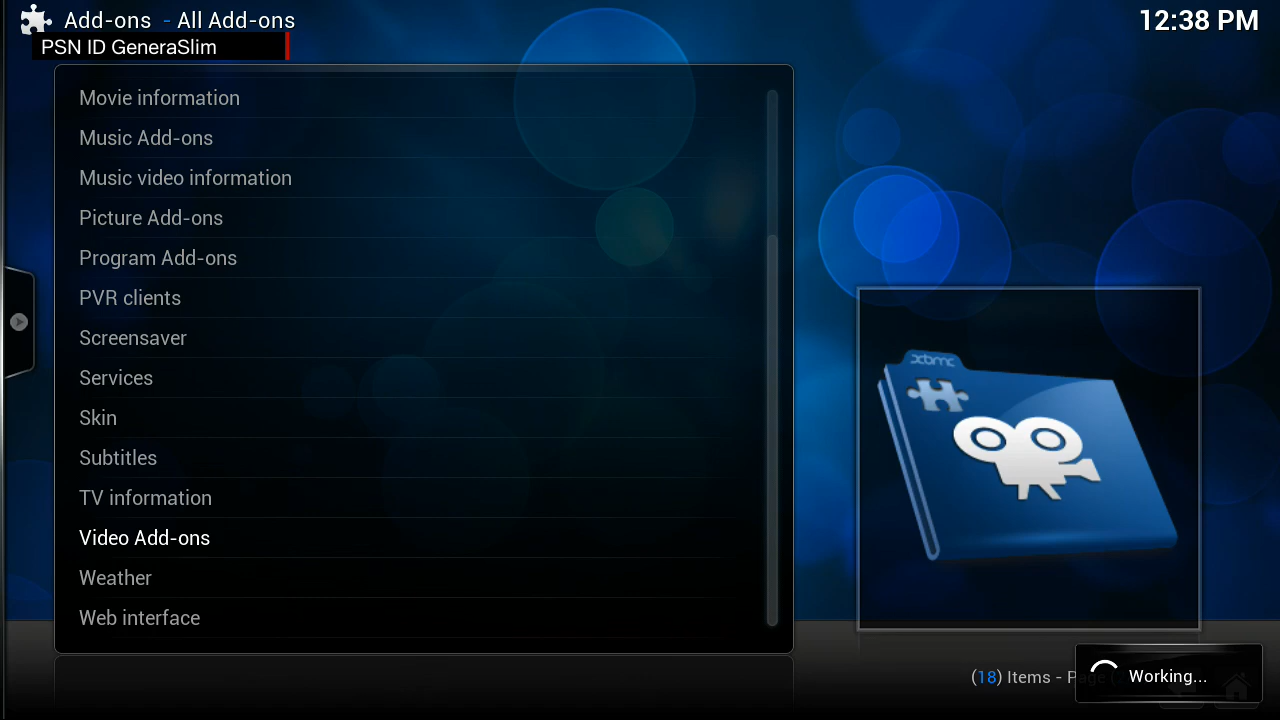 Add-ons - All Add-ons
12:38 PM
PSN ID GeneraSlim
Movie information
Music Add-ons
Music video information
Picture Add-ons
Program Add-ons
PVR clients
Screensaver
Services
Skin
Subtitles
TV information
Video Add-ons
Weather
Web interface
xbmc
(18) Items - Page (2
Working...